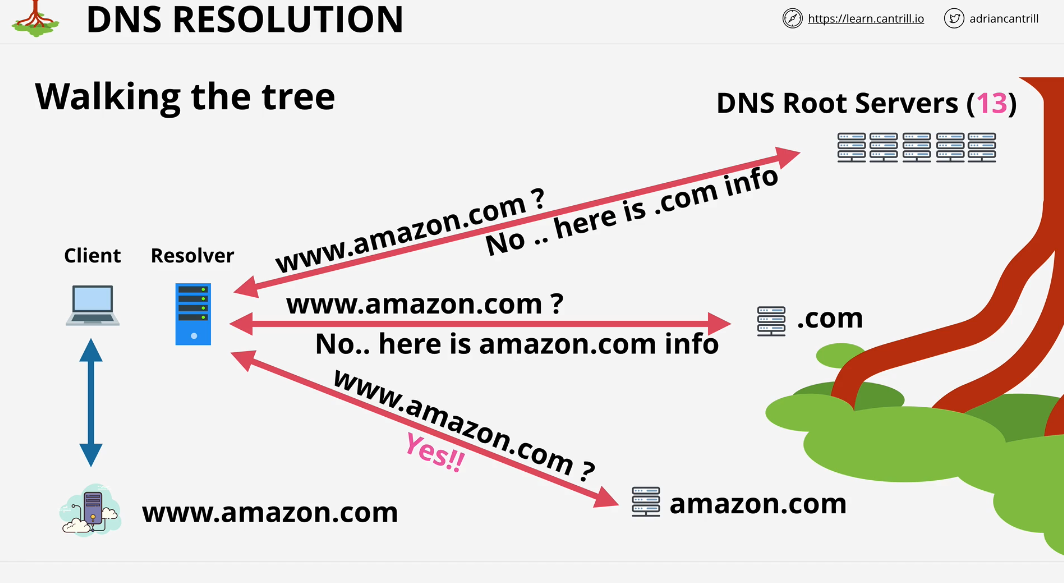 DNS RESOLUTION
https://learn.cantrill.io
adriancantrill
Walking the tree
DNS Root Servers (13)
www.amazon.com ?
No .. here is .com info
Client
Resolver
www.amazon.com ?
.com
No.. here is amazon.com info
www.amazon.com ?
Yes!!
amazon.com
www.amazon.com